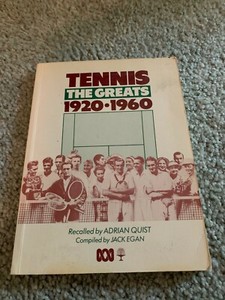 TENNIS
THE GREATS
1920•1960
Recalled by ADRIAN QUIST
Compiled by JACK EGAN